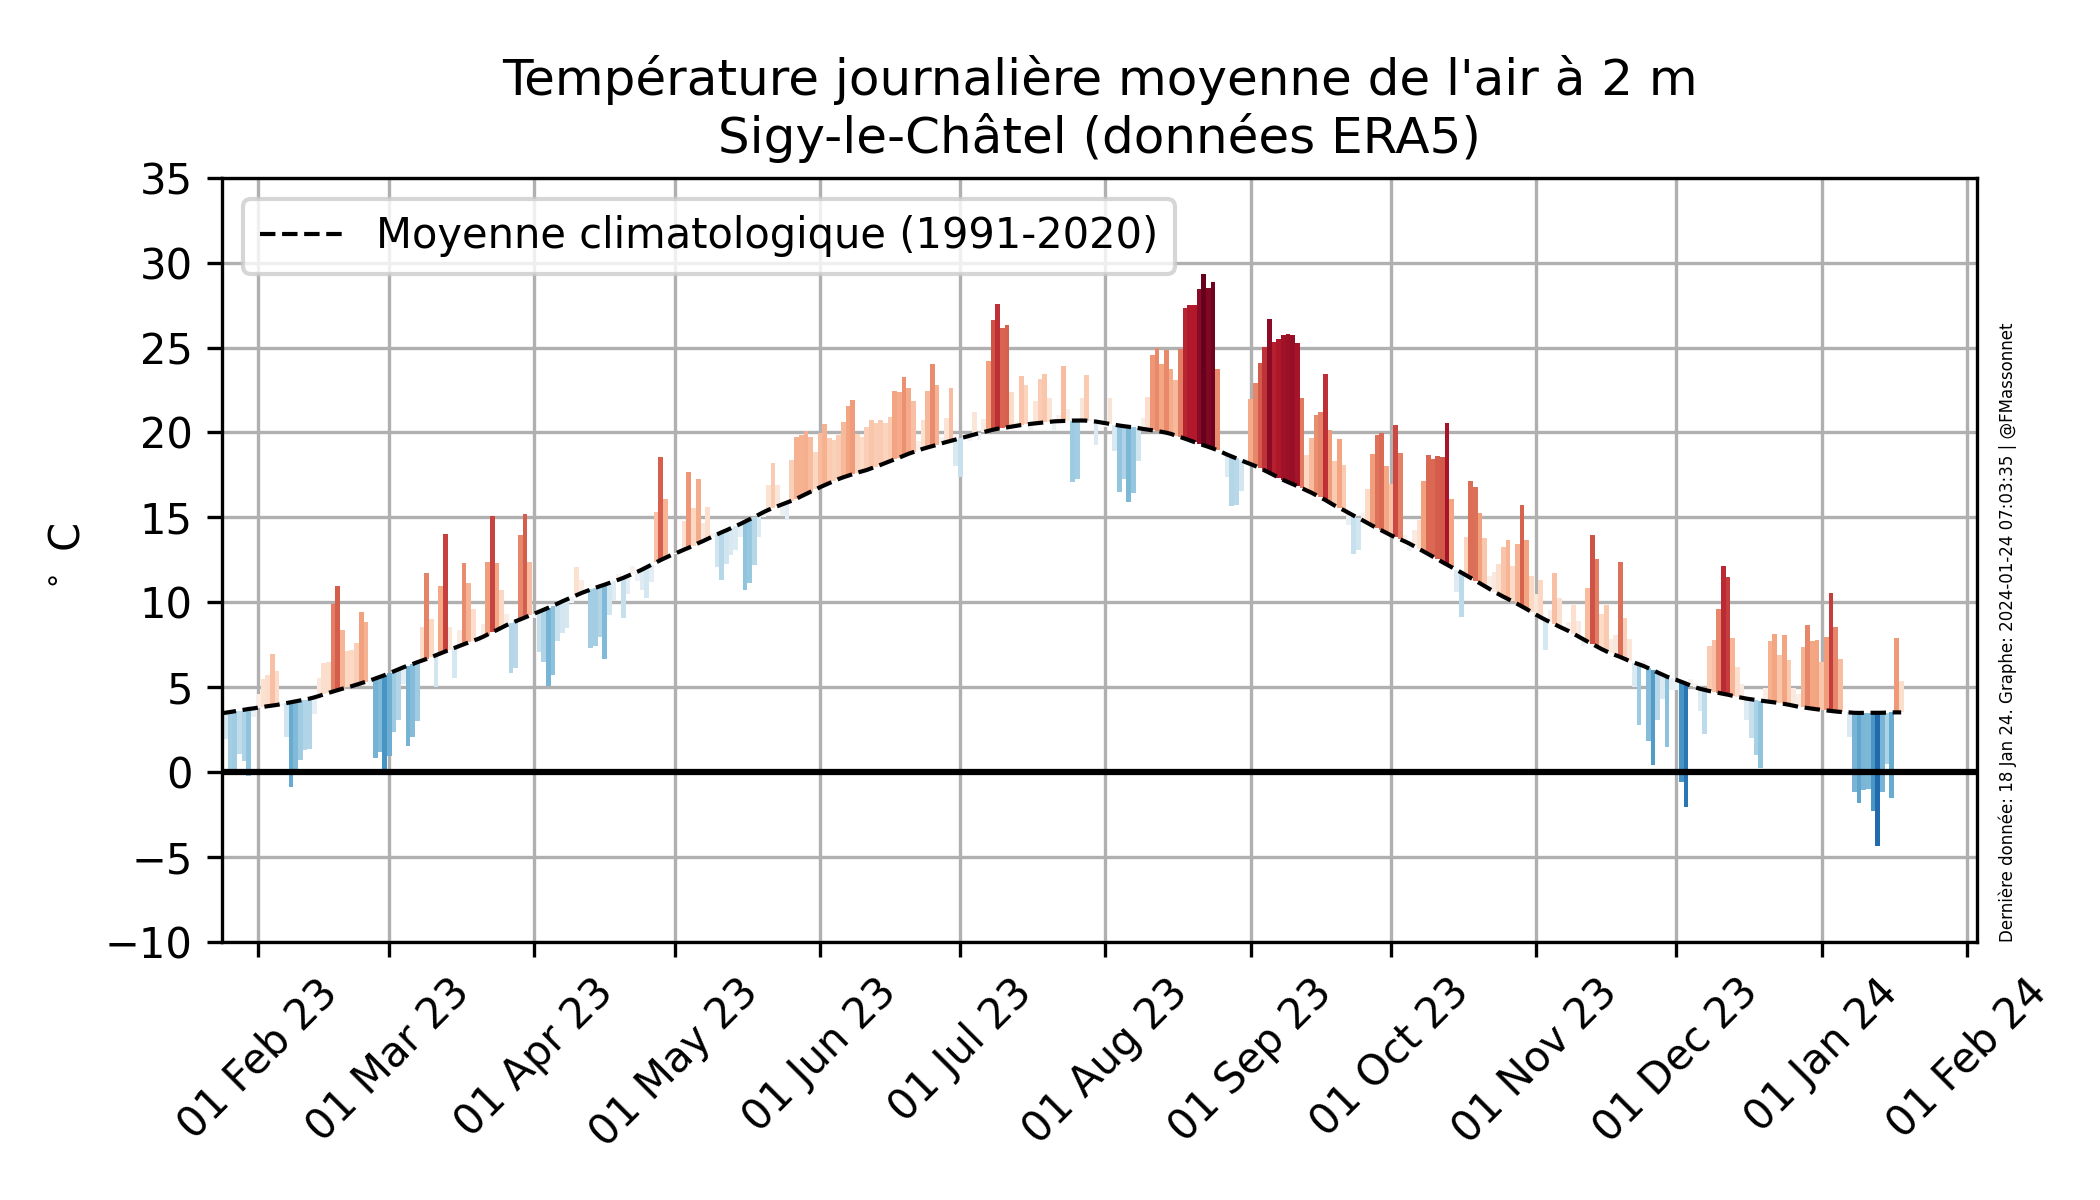 Température journalière moyenne de l'air à 2 m
Sigy-le-Châtel (données ERA5)
Moyenne climatologique (1991-2020)
35
30
25
20
15
10
5
0
−5
−10
° C
01 Feb 23
01 Mar 23
01 Apr 23
01 May 23
01 Jun 23
01 Jul 23
01 Aug 23
01 Sep 23
01 Oct 23
01 Nov 23
01 Dec 23
01 Jan 24
01 Feb 24
Dernière donnée: 18 Jan 24. Graphe: 2024-01-24 07:03:35 | @FMassonnet